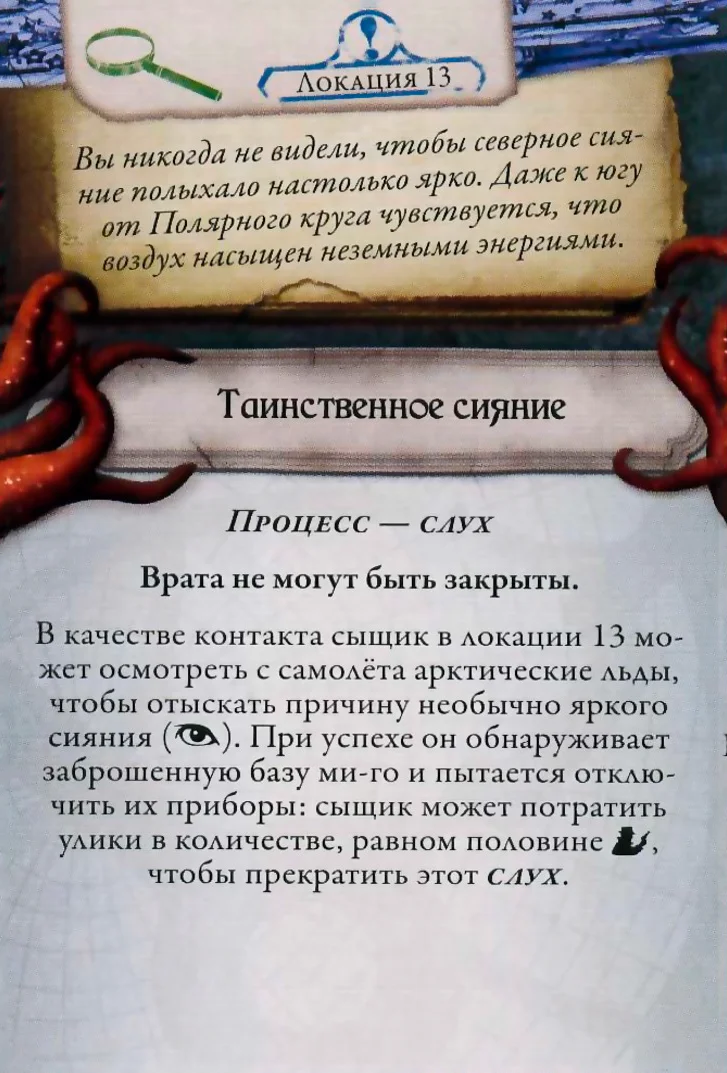 Локация 13
Вы никогда не видели, чтобы северное сия-
ние полыхало настолько ярко. Даже к югу
от Полярного круга чувствуется, что
воздух насыщен неземными энергиями.
Таинственное сияние
Процесс — слух
Врата не могут быть закрыты.
В качестве контакта сыщик в локации 13 мо-
жет осмотреть с самолёта арктические льды,
чтобы отыскать причину необычно яркого
сияния (). При успехе он обнаруживает
заброшенную базу ми-го и пытается отклю-
чить их приборы: сыщик может потратить
улики в количестве, равном половине ,
чтобы прекратить этот слух.